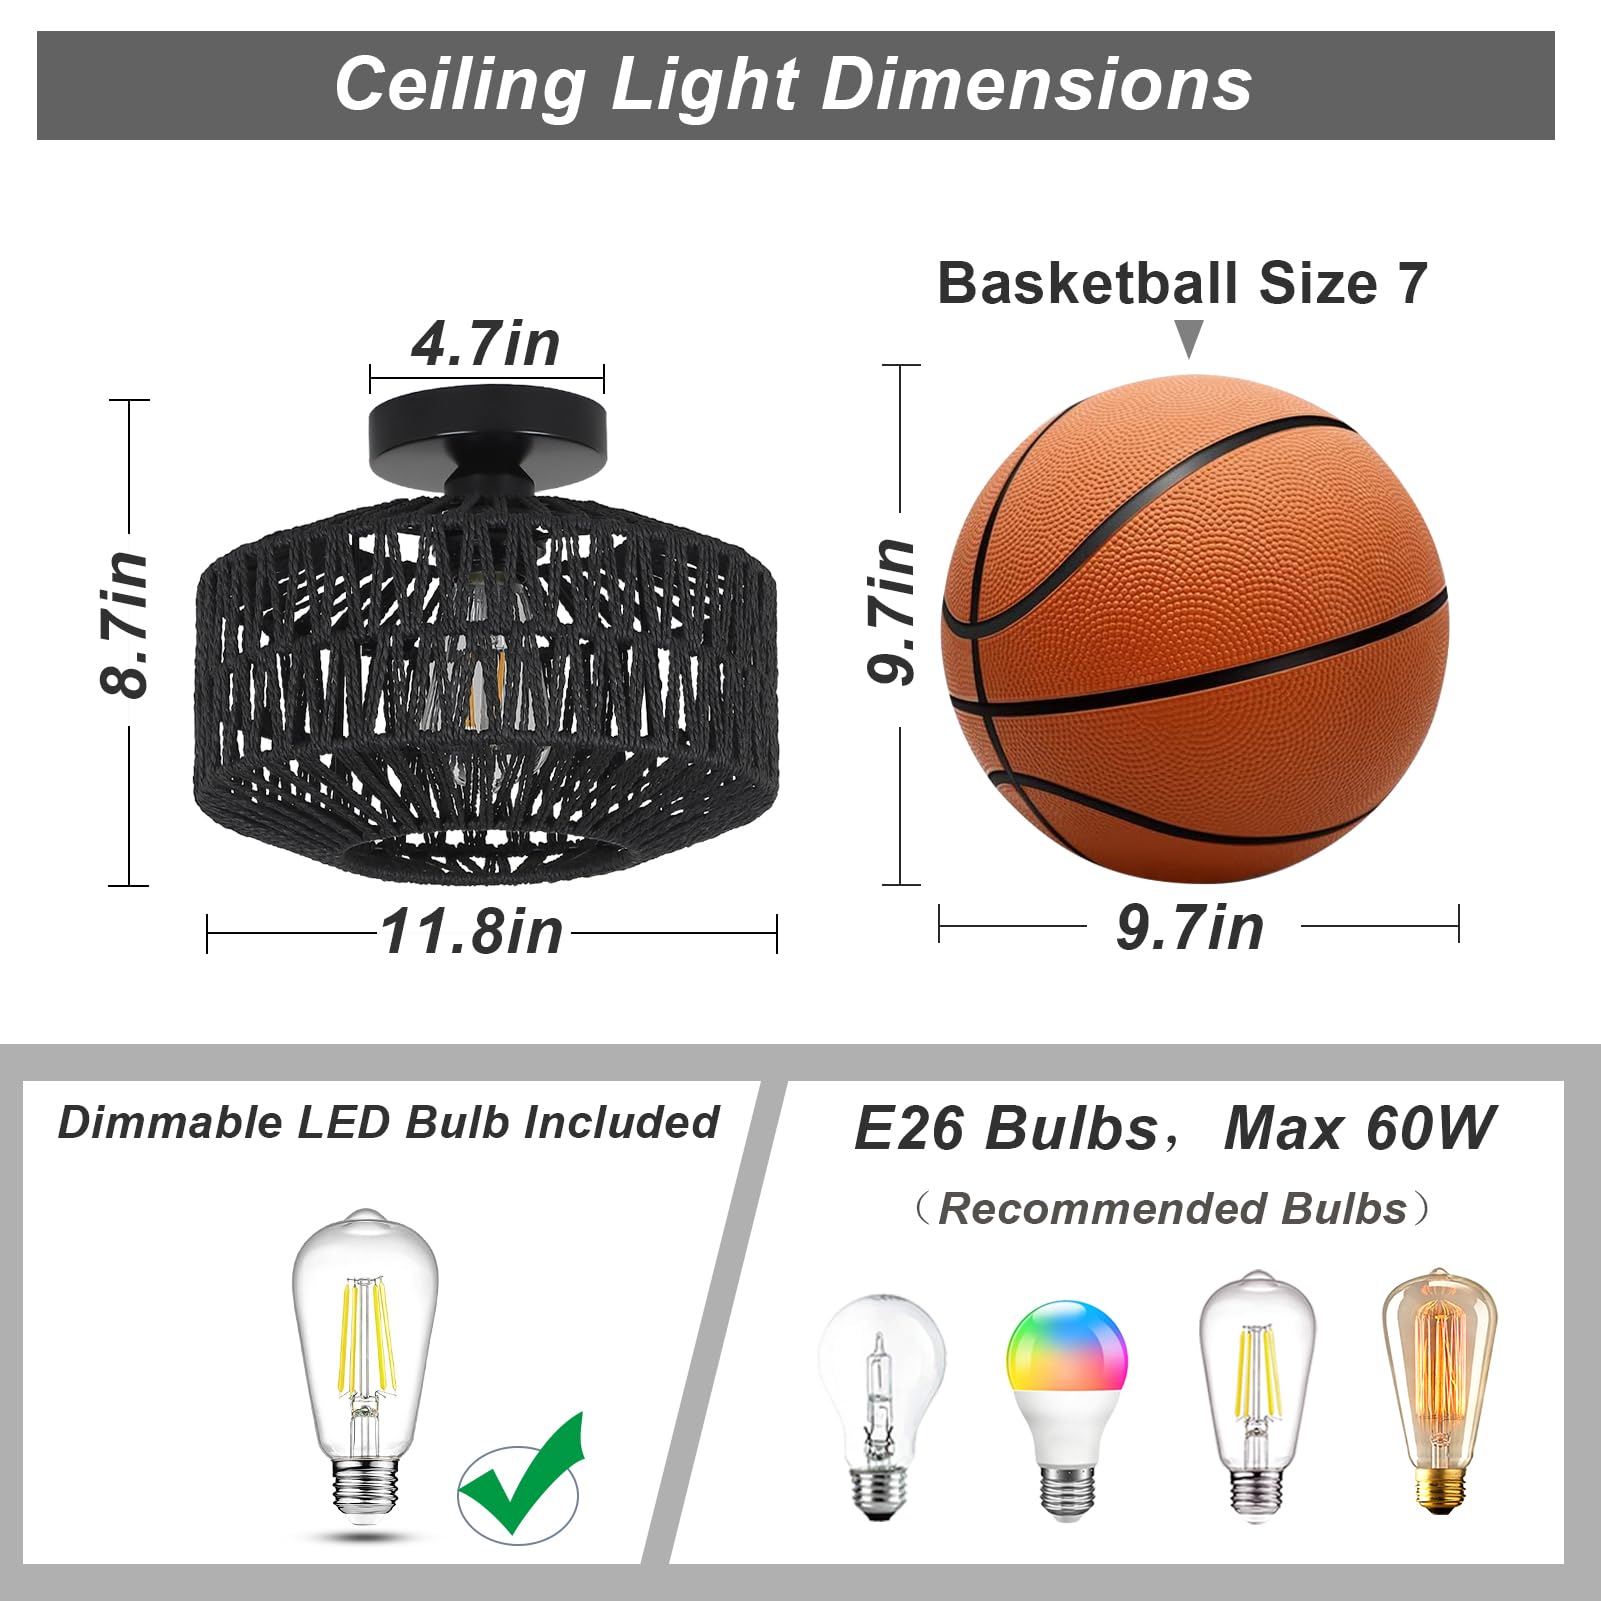 Ceiling Light Dimensions
Basketball Size 7
4.7in
8.7in
9.7in
11.8in
9.7in
Dimmable LED Bulb Included
E26 Bulbs，Max 60W
（Recommended Bulbs）